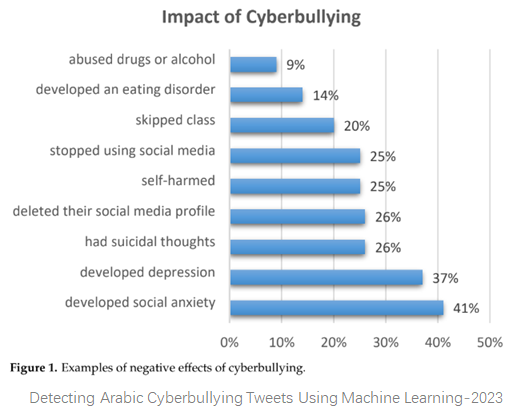 Impact of Cyberbullying
abused drugs or alcohol 9%
developed an eating disorder 14%
skipped class 20%
stopped using social media 25%
self-harmed 25%
deleted their social media profile 26%
had suicidal thoughts 26%
developed depression 37%
developed social anxiety 41%
0% 10% 20% 30% 40% 50%
Figure 1. Examples of negative effects of cyberbullying.
Detecting Arabic Cyberbullying Tweets Using Machine Learning-2023